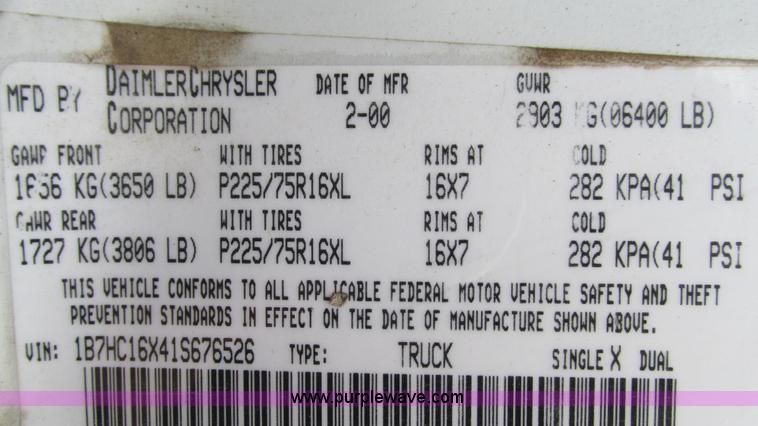 MFD BY DAIMLERCHRYSLER CORPORATION DATE OF MFR 2-00 GVWR 2903 KG(06400 LB)
GAWR FRONT WITH TIRES RIMS AT COLD
1656 KG(3650 LB) P225/75R16XL 16X7 282 KPA(41 PSI
GAWR REAR WITH TIRES RIMS AT COLD
1727 KG(3806 LB) P225/75R16XL 16X7 282 KPA(41 PSI
THIS VEHICLE CONFORMS TO ALL APPLICABLE FEDERAL MOTOR VEHICLE SAFETY AND THEFT
PREVENTION STANDARDS IN EFFECT ON THE DATE OF MANUFACTURE SHOWN ABOVE.
VIN: 1B7HC16X41S676526 TYPE: TRUCK SINGLE X DUAL
www.purplewave.com